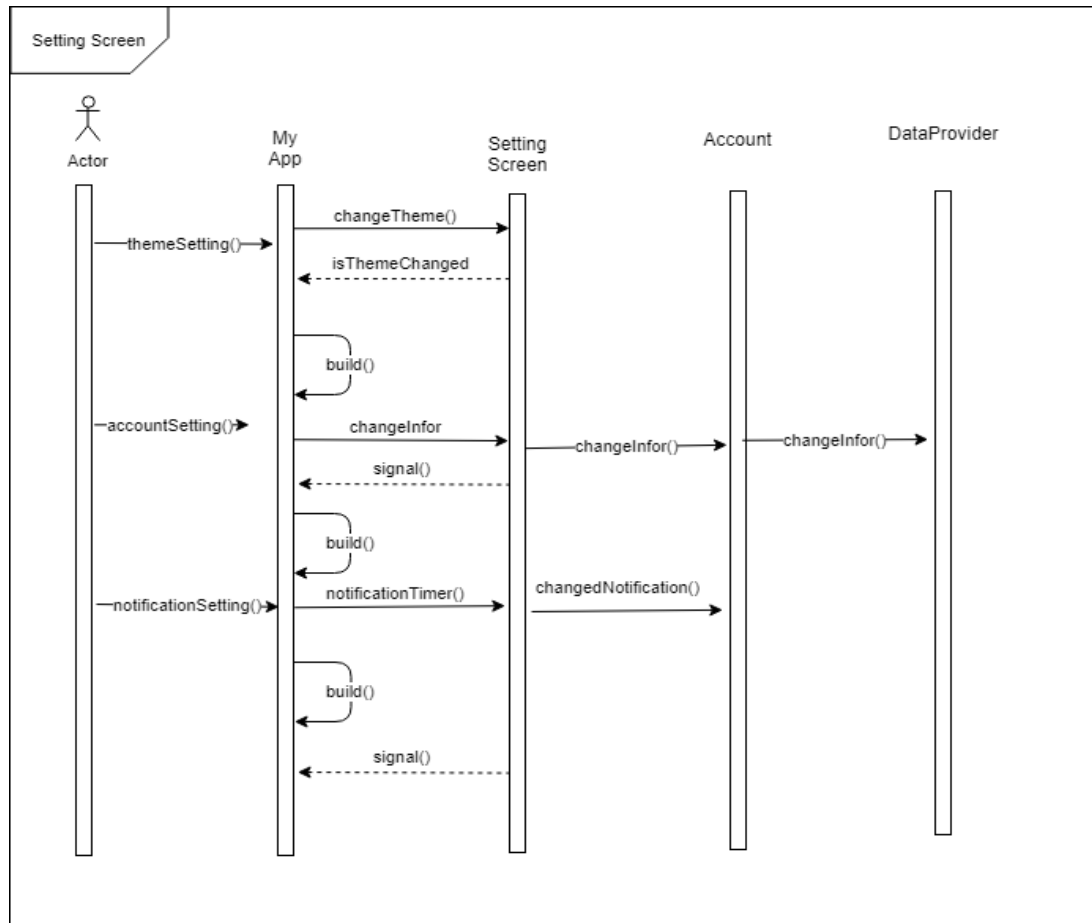 Setting Screen
Actor
My
App
Setting
Screen
Account
DataProvider
changeTheme()
themeSetting()
isThemeChanged
build()
accountSetting()
changeInfor
changeInfor()
changeInfor()
signal()
build()
notificationSetting()
notificationTimer()
changedNotification()
build()
signal()